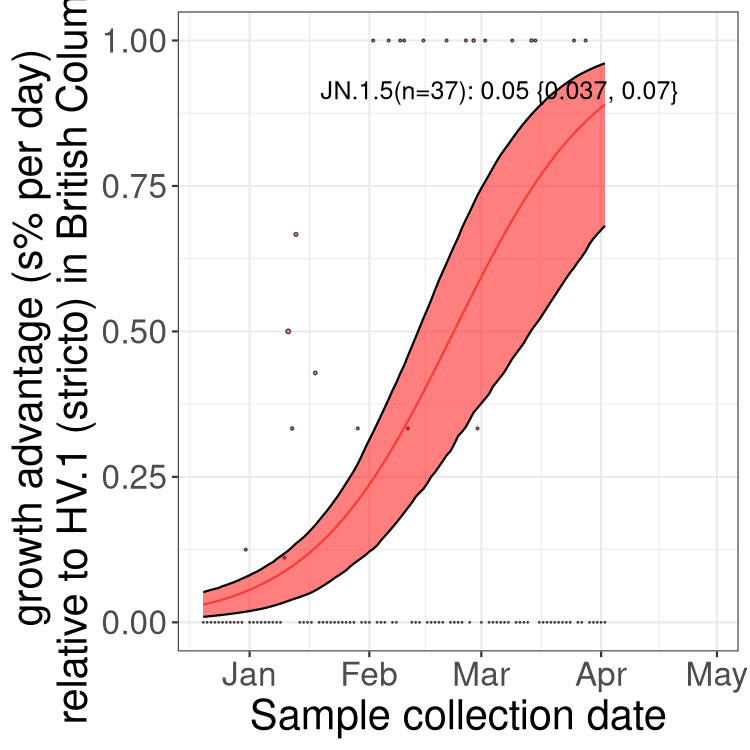 growth advantage (s% per day)
relative to HV.1 (stricto) in British Colum
1.00
0.75
0.50
0.25
0.00
JN.1.5(n=37): 0.05 {0.037, 0.07}
Jan Feb Mar Apr May
Sample collection date